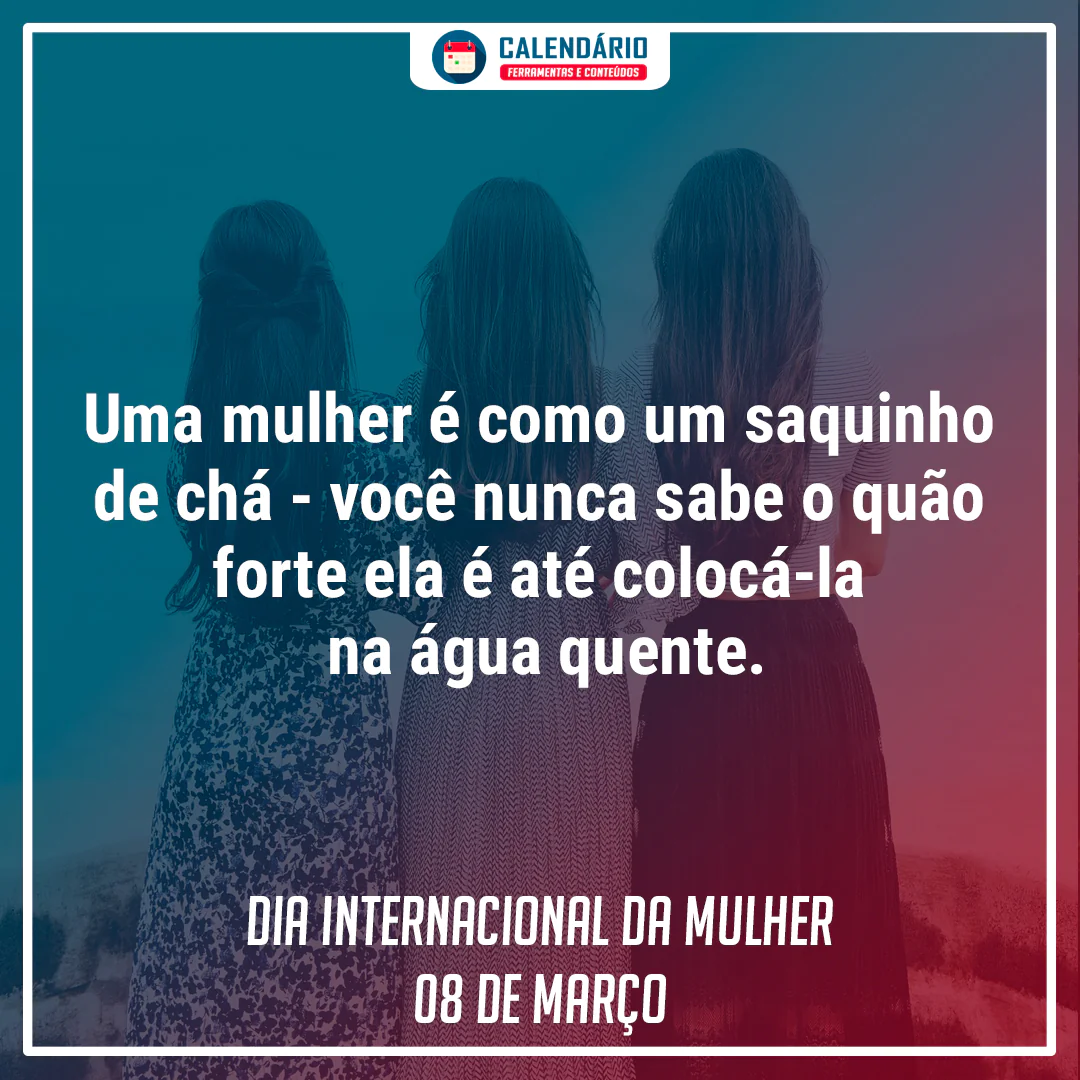 CALENDÁRIO
FERRAMENTAS E CONTEÚDOS
Uma mulher é como um saquinho
de chá - você nunca sabe o quão
forte ela é até colocá-la
na água quente.
DIA INTERNACIONAL DA MULHER
08 DE MARÇO